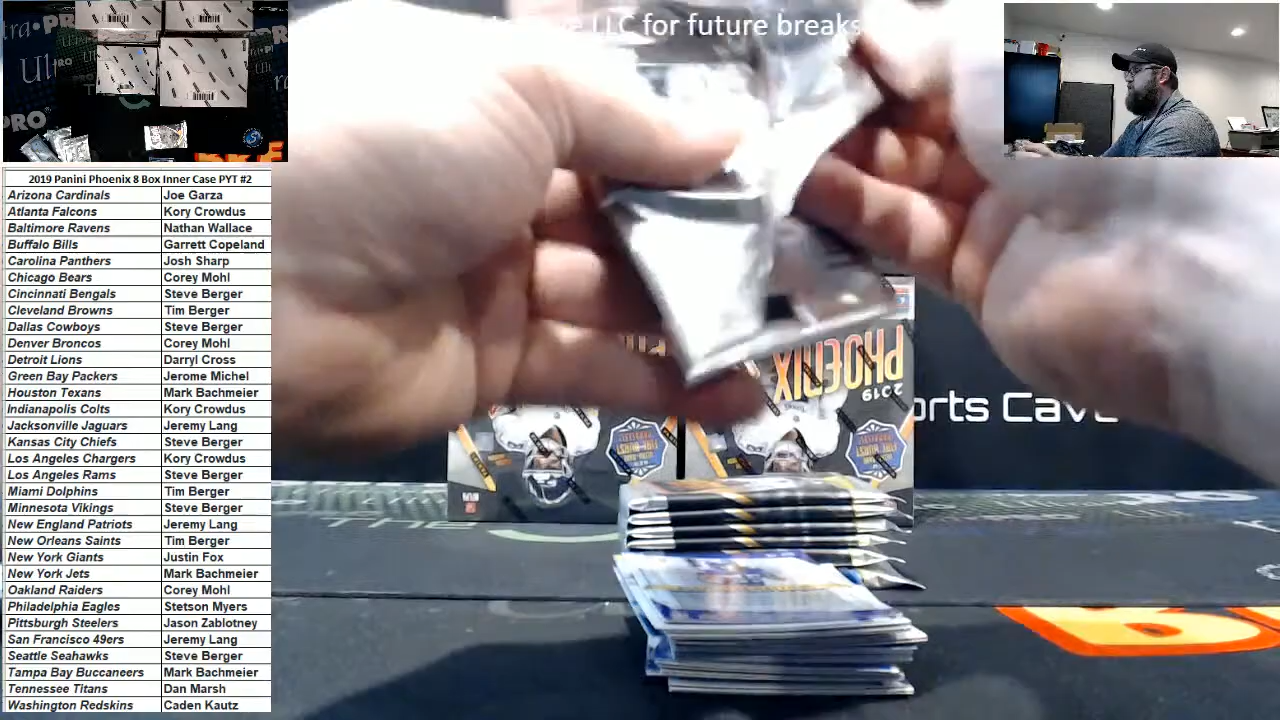 LLC for future breaks
2019 Panini Phoenix 8 Box Inner Case PYT #2
Arizona Cardinals Joe Garza
Atlanta Falcons Kory Crowdus
Baltimore Ravens Nathan Wallace
Buffalo Bills Garrett Copeland
Carolina Panthers Josh Sharp
Chicago Bears Corey Mohl
Cincinnati Bengals Steve Berger
Cleveland Browns Tim Berger
Dallas Cowboys Steve Berger
Denver Broncos Corey Mohl
Detroit Lions Darryl Cross
Green Bay Packers Jerome Michel
Houston Texans Mark Bachmeier
Indianapolis Colts Kory Crowdus
Jacksonville Jaguars Jeremy Lang
Kansas City Chiefs Steve Berger
Los Angeles Chargers Kory Crowdus
Los Angeles Rams Steve Berger
Miami Dolphins Tim Berger
Minnesota Vikings Steve Berger
New England Patriots Jeremy Lang
New Orleans Saints Tim Berger
New York Giants Justin Fox
New York Jets Mark Bachmeier
Oakland Raiders Corey Mohl
Philadelphia Eagles Stetson Myers
Pittsburgh Steelers Jason Zablotney
San Francisco 49ers Jeremy Lang
Seattle Seahawks Steve Berger
Tampa Bay Buccaneers Mark Bachmeier
Tennessee Titans Dan Marsh
Washington Redskins Caden Kautz
2019
PHOENIX
orts Cave
THE